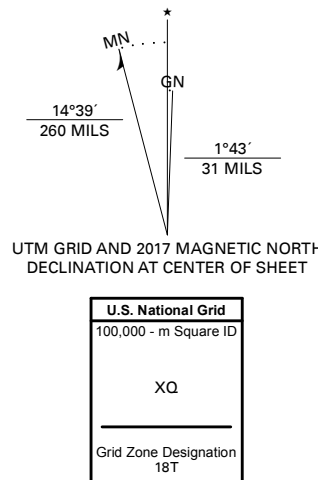 ★
MN
GN
14°39´
260 MILS
1°43´
31 MILS
UTM GRID AND 2017 MAGNETIC NORTH
DECLINATION AT CENTER OF SHEET
U.S. National Grid
100,000 - m Square ID
XQ
Grid Zone Designation
18T